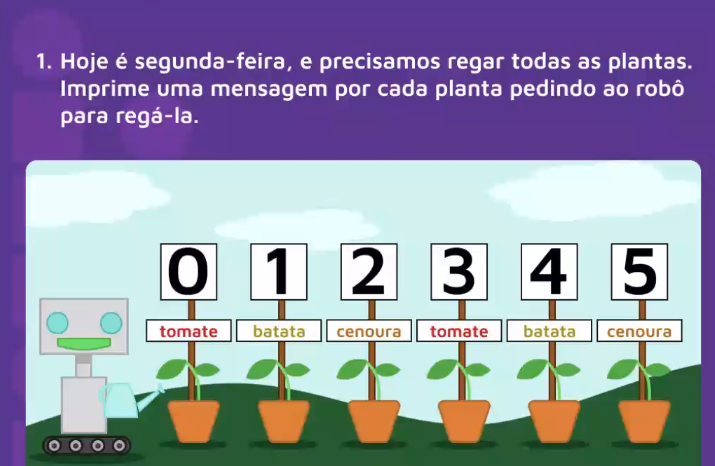 1. Hoje é segunda-feira, e precisamos regar todas as plantas.
Imprime uma mensagem por cada planta pedindo ao robô
para regá-la.
0 1 2 3 4 5
tomate batata cenoura tomate batata cenoura